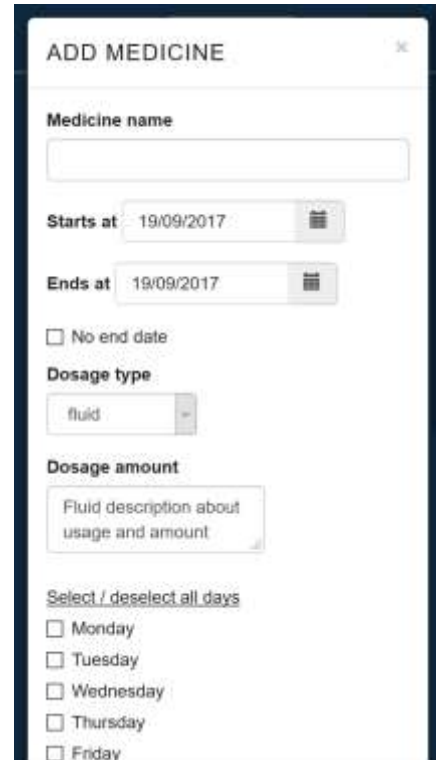 ADD MEDICINE ×
Medicine name
Starts at 19/09/2017
Ends at 19/09/2017
No end date
Dosage type
fluid
Dosage amount
Fluid description about
usage and amount
Select / deselect all days
Monday
Tuesday
Wednesday
Thursday
Friday